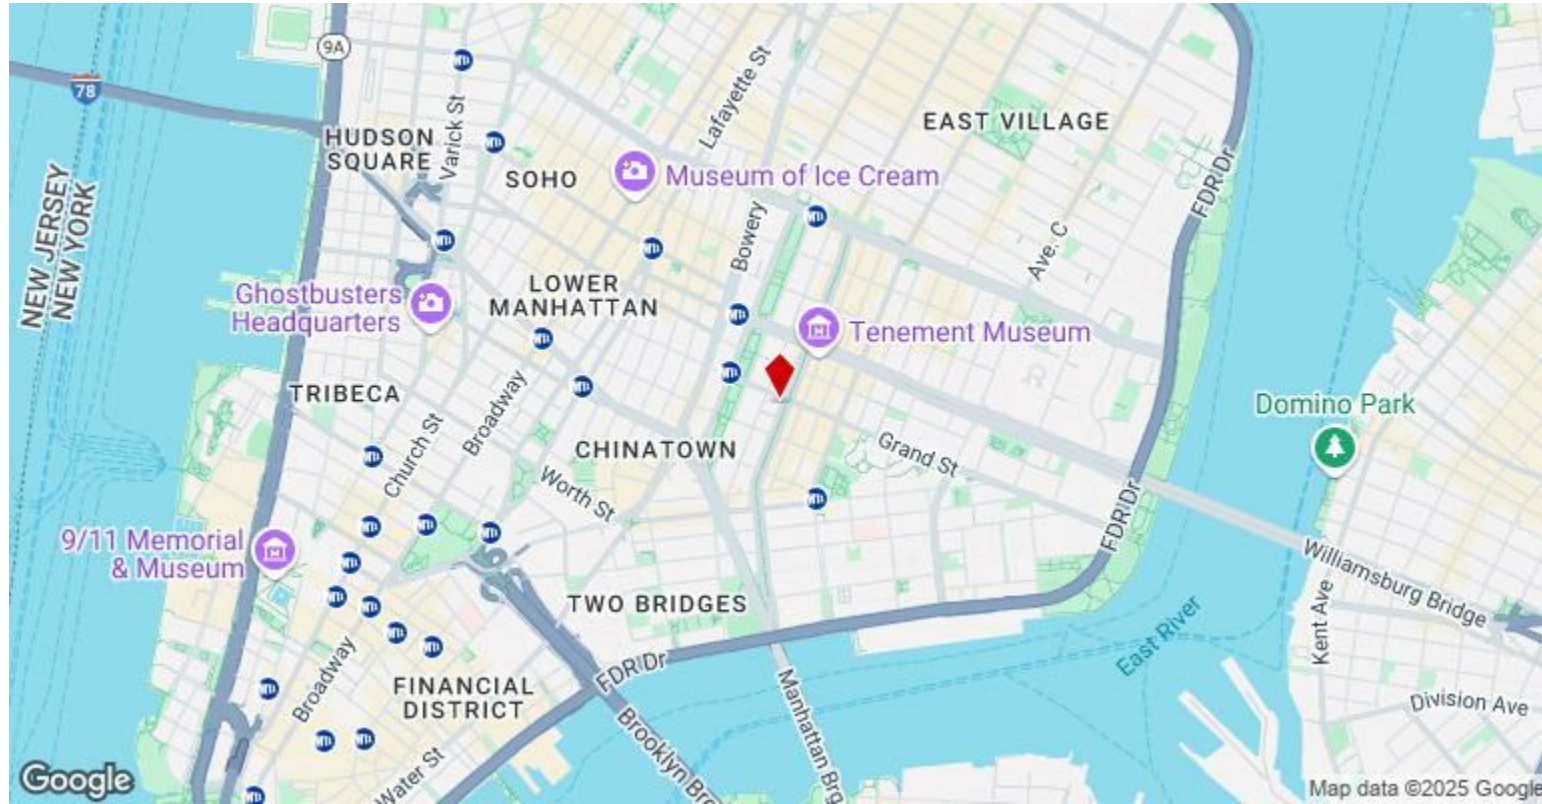 9A
78
HUDSON
SQUARE
Varick St
Lafayette St
EAST VILLAGE
SOHO
Museum of Ice Cream
FDR Dr
NEW JERSEY
NEW YORK
Bowery
Ave. C
LOWER
MANHATTAN
Ghostbusters
Headquarters
Tenement Museum
TRIBECA
Broadway
Domino Park
Church St
CHINATOWN
Grand St
Worth St
FDR Dr
9/11 Memorial
& Museum
Williamsburg Bridge
TWO BRIDGES
Kent Ave
East River
FDR Dr
Broadway
FINANCIAL
DISTRICT
Manhattan Brg
Division Ave
Brooklyn Br
Water St
Google
Map data ©2025 Google